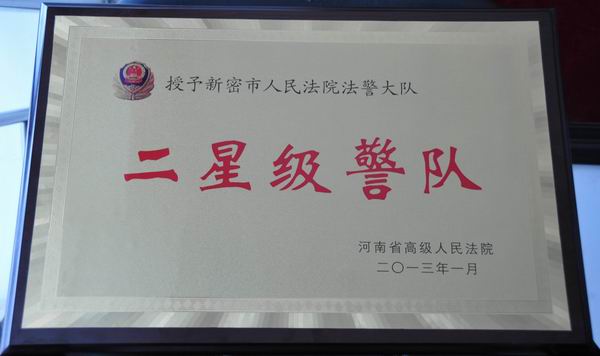 授予新密市人民法院法警大队
二星级警队
河南省高级人民法院
二〇一三年一月